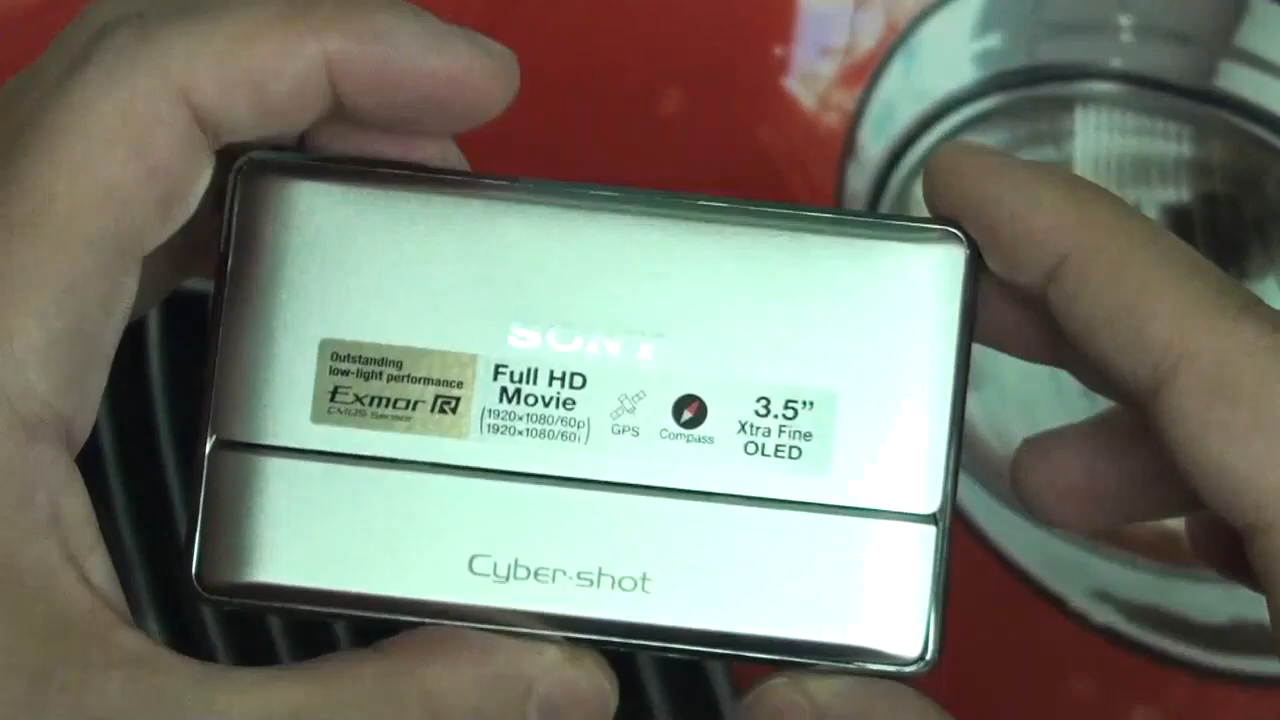 SONY
Outstanding
low-light performance
Exmor R
CMOS Sensor
Full HD
Movie
(1920×1080/60p)
(1920×1080/60i)
GPS
Compass
3.5”
Xtra Fine
OLED
Cyber-shot